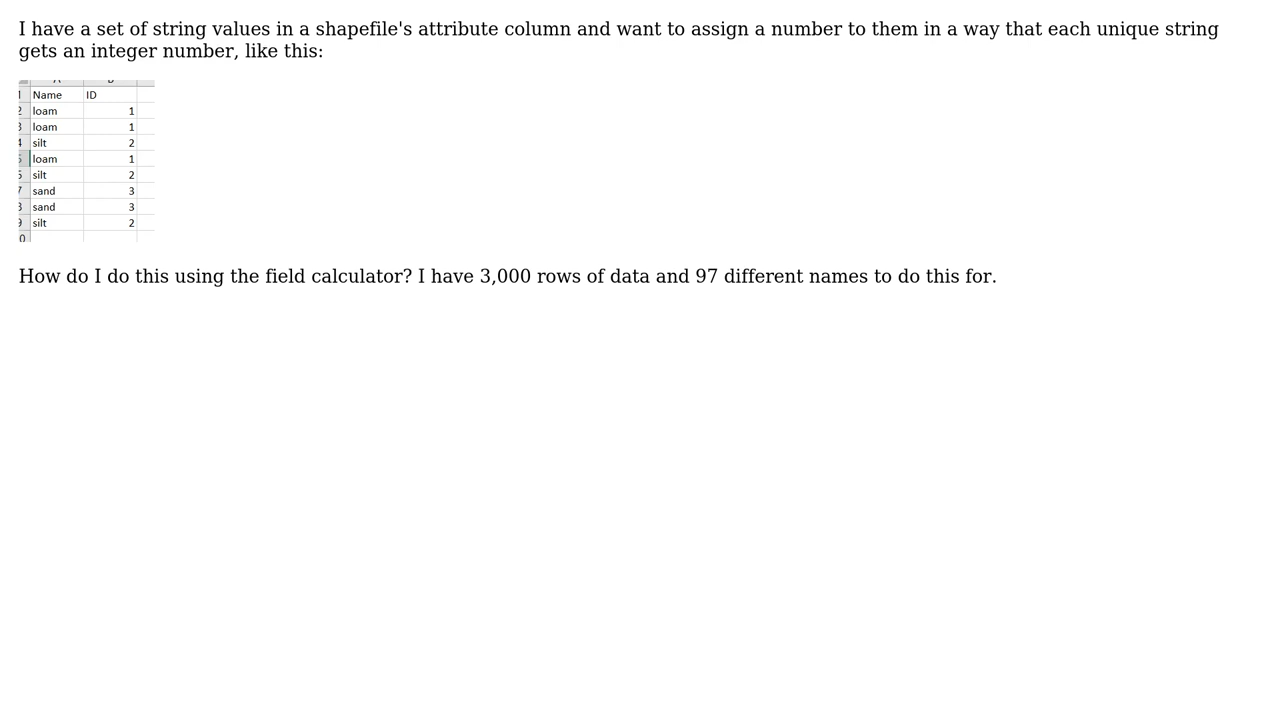 I have a set of string values in a shapefile's attribute column and want to assign a number to them in a way that each unique string
gets an integer number, like this:
Name ID
2 loam 1
loam 1
silt 2
loam 1
silt 2
sand 3
sand 3
silt 2
0
How do I do this using the field calculator? I have 3,000 rows of data and 97 different names to do this for.